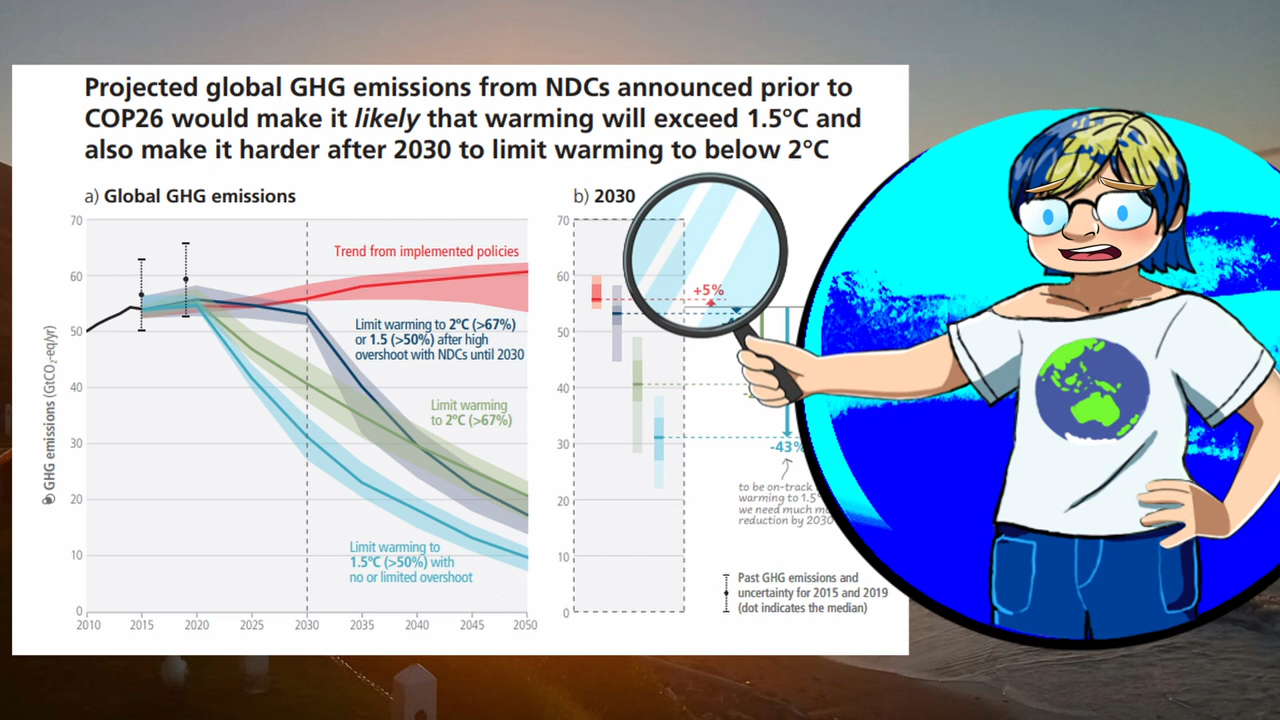 Projected global GHG emissions from NDCs announced prior to
COP26 would make it likely that warming will exceed 1.5°C and
also make it harder after 2030 to limit warming to below 2°C
a) Global GHG emissions
GHG emissions (GtCO₂-eq/yr)
70
60
50
40
30
20
10
0
2010 2015 2020 2025 2030 2035 2040 2045 2050
Trend from implemented policies
Limit warming to 2°C (>67%)
or 1.5 (>50%) after high
overshoot with NDCs until 2030
Limit warming
to 2°C (>67%)
Limit warming to
1.5°C (>50%) with
no or limited overshoot
b) 2030
70
60
50
40
30
20
10
0
+5%
-43%
to be on-track
warming to 1.5°
we need much
reduction by 2030
Past GHG emissions and
uncertainty for 2015 and 2019
(dot indicates the median)